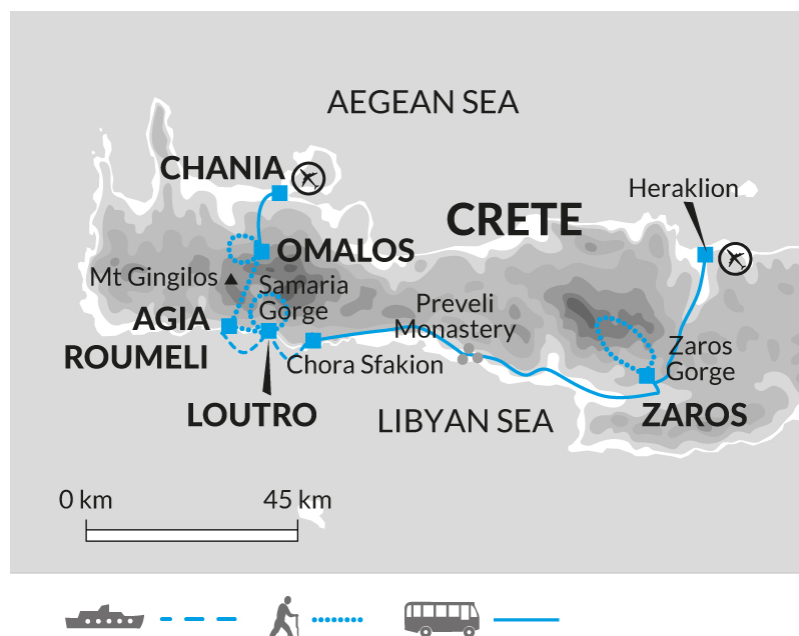 AEGEAN SEA
CHANIA
Heraklion
CRETE
OMALOS
Mt Gingilos
Samaria
Gorge
AGIA
ROUMELI
Preveli
Monastery
Chora Sfakion
Zaros
Gorge
LOUTRO
LIBYAN SEA
ZAROS
0 km
45 km